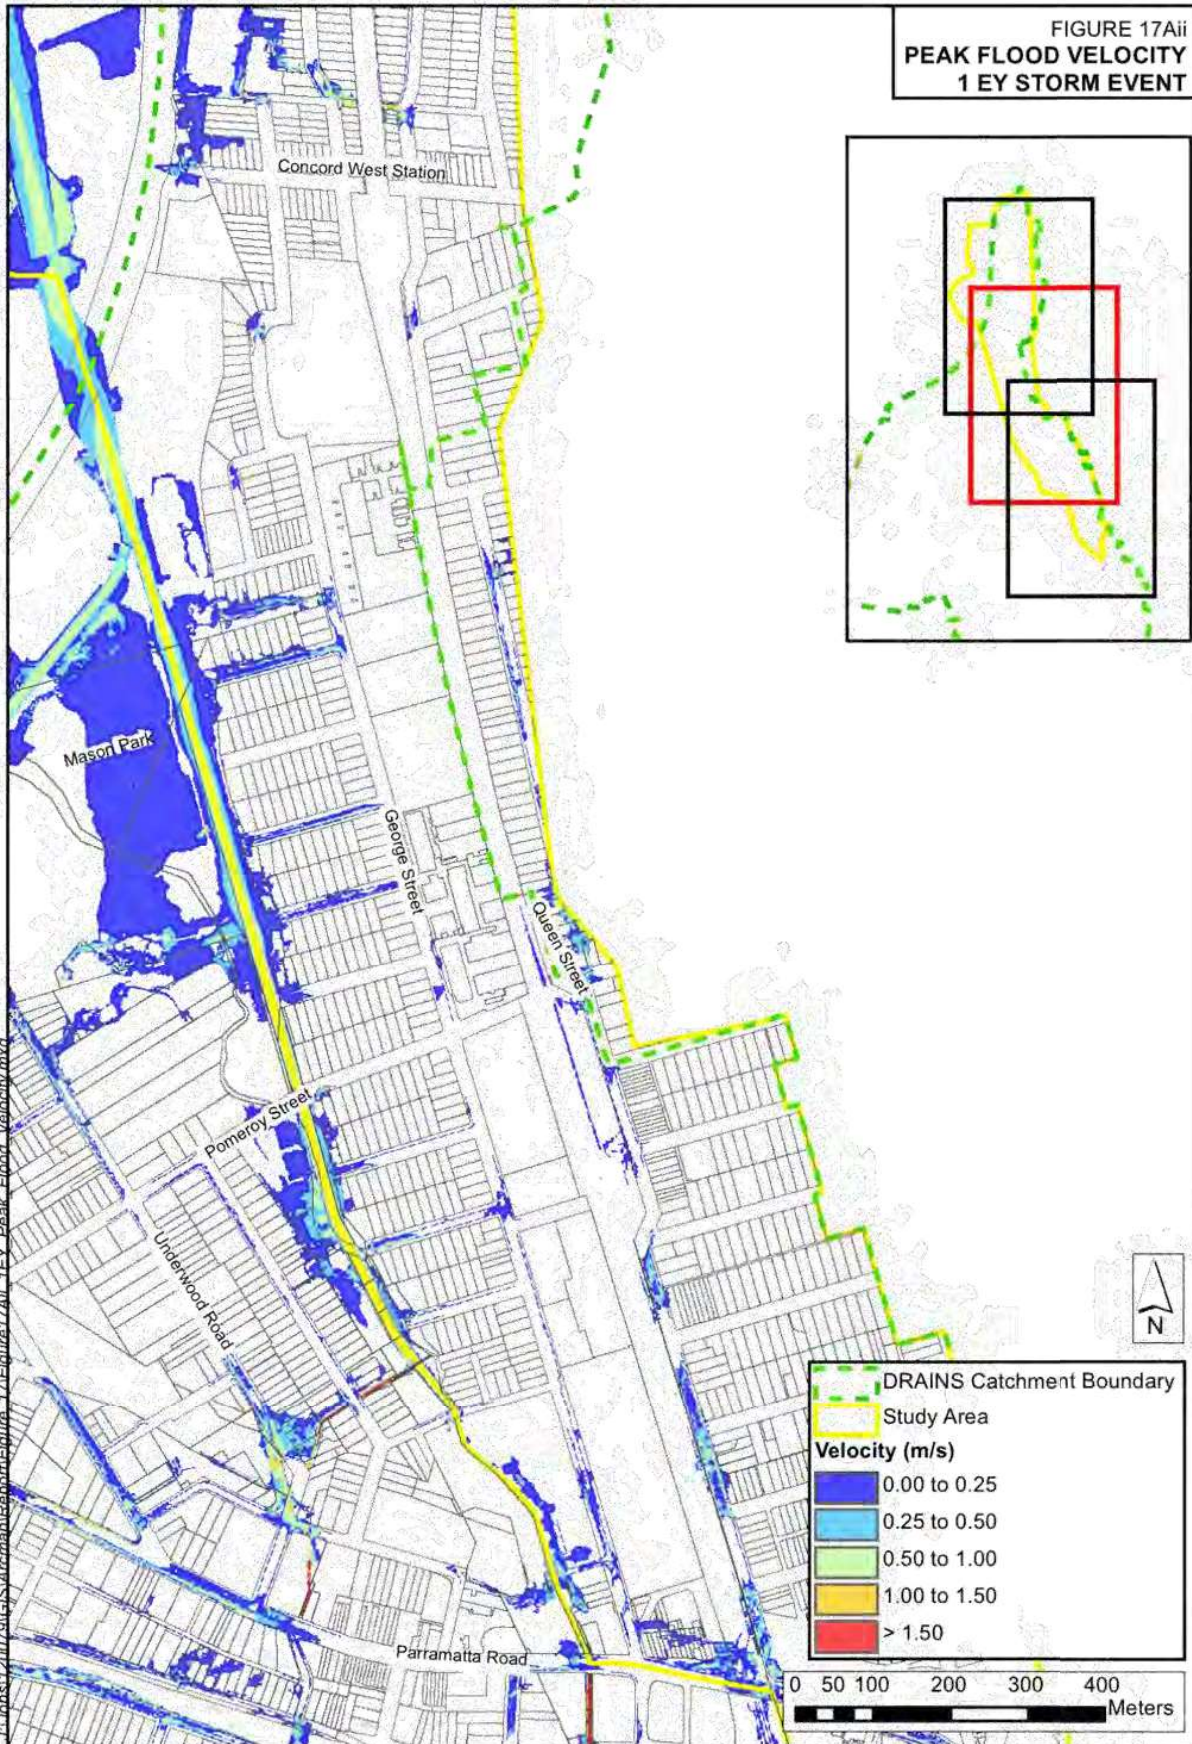 FIGURE 17Aii
PEAK FLOOD VELOCITY
1 EY STORM EVENT
Concord West Station
Mason Park
George Street
Queen Street
Pomeroy Street
Underwood Road
Parramatta Road
N
DRAINS Catchment Boundary
Study Area
Velocity (m/s)
0.00 to 0.25
0.25 to 0.50
0.50 to 1.00
1.00 to 1.50
> 1.50
0 50 100 200 300 400
Meters